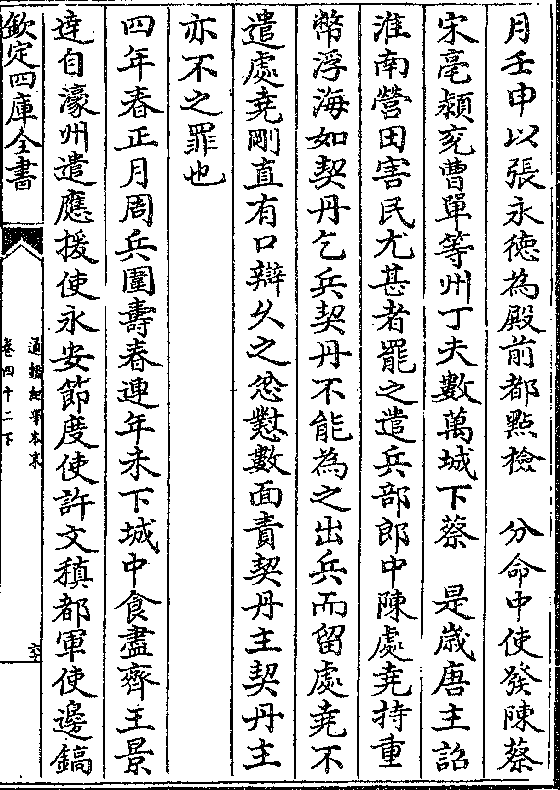 月壬申以張永德為殿前都點檢　分命中使發陳蔡
宋亳潁兖曹單等州丁夫數萬城下蔡　是歲唐主詔
淮南營田害民尤甚者罷之遣兵部郎中陳處堯持重
幣浮海如契丹乞兵契丹不能為之出兵而留處堯不
遣處堯剛直有口辯久之忿懟數面責契丹主契丹主
亦不之罪也
四年春正月周兵圍壽春連年未下城中食盡齊王景
達自濠州遣應援使永安節度使許文稹都軍使邊鎬
欽定四庫全書
通鑑紀事本末
卷四十二下